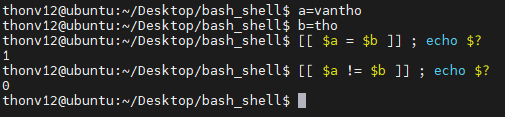 thonv12@ubuntu:~/Desktop/bash_shell$ a=vantho
thonv12@ubuntu:~/Desktop/bash_shell$ b=tho
thonv12@ubuntu:~/Desktop/bash_shell$ [[ $a = $b ]] ; echo $?
1
thonv12@ubuntu:~/Desktop/bash_shell$ [[ $a != $b ]] ; echo $?
0
thonv12@ubuntu:~/Desktop/bash_shell$